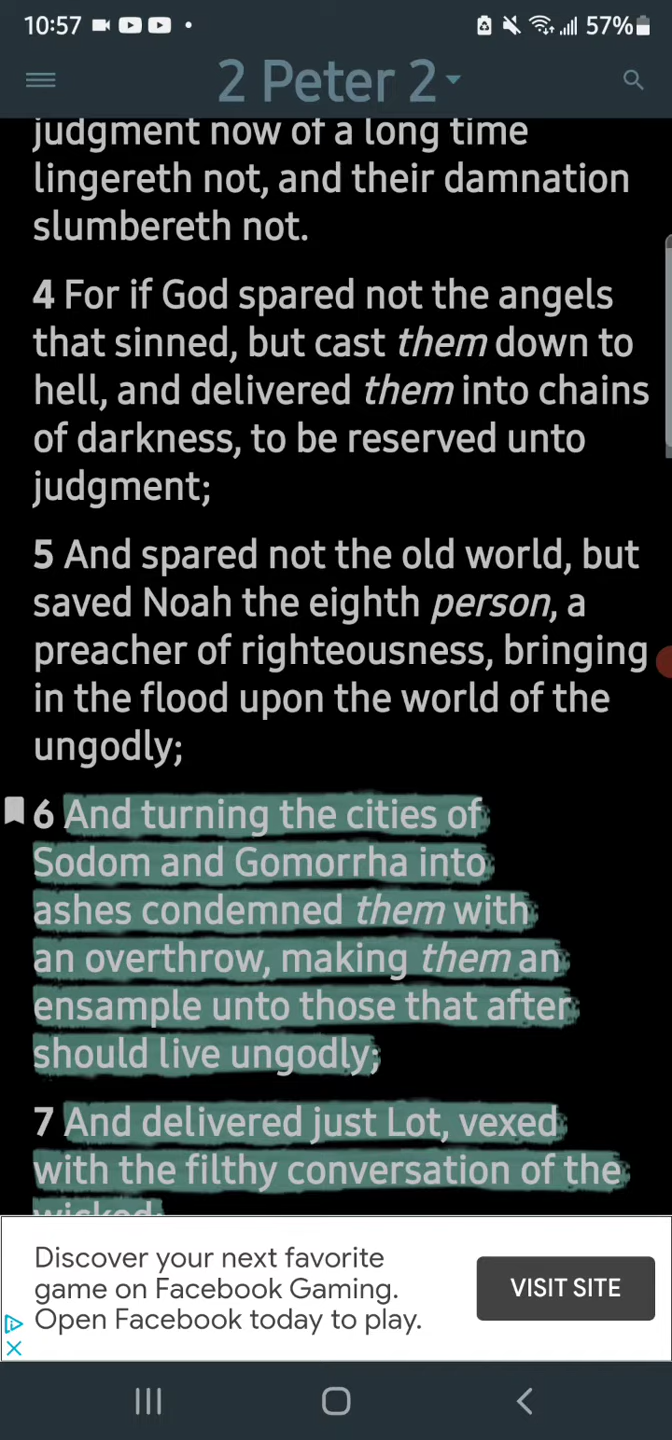 10:57 57%
2 Peter 2
judgment now of a long time
lingereth not, and their damnation
slumbereth not.
4 For if God spared not the angels
that sinned, but cast them down to
hell, and delivered them into chains
of darkness, to be reserved unto
judgment;
5 And spared not the old world, but
saved Noah the eighth person, a
preacher of righteousness, bringing
in the flood upon the world of the
ungodly;
6 And turning the cities of
Sodom and Gomorrha into
ashes condemned them with
an overthrow, making them an
ensample unto those that after
should live ungodly;
7 And delivered just Lot, vexed
with the filthy conversation of the
wicked:
Discover your next favorite
game on Facebook Gaming.
Open Facebook today to play.
VISIT SITE